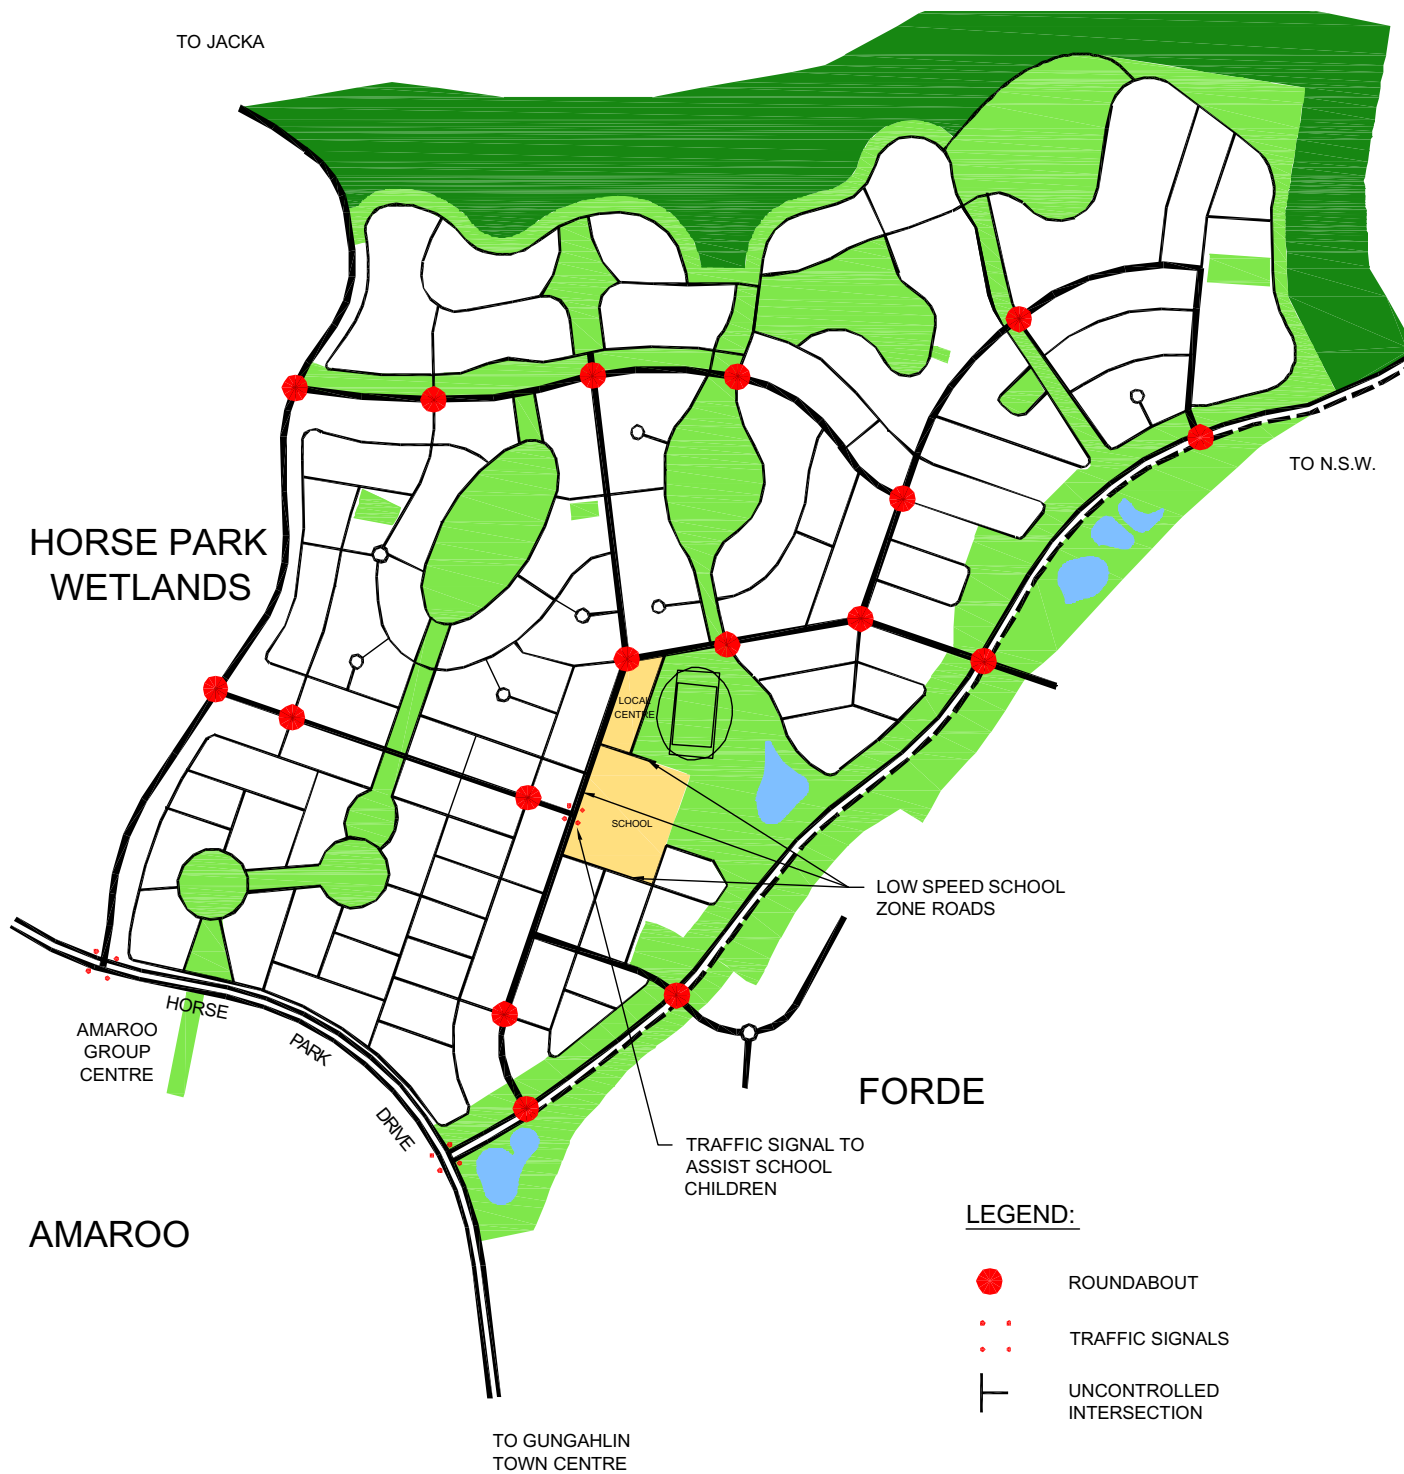 TO JACKA
TO N.S.W.
HORSE PARK
WETLANDS
LOCAL
CENTRE
SCHOOL
LOW SPEED SCHOOL
ZONE ROADS
HORSE
PARK
DRIVE
AMAROO
GROUP
CENTRE
FORDE
TRAFFIC SIGNAL TO
ASSIST SCHOOL
CHILDREN
AMAROO
LEGEND:
ROUNDABOUT
TRAFFIC SIGNALS
UNCONTROLLED
INTERSECTION
TO GUNGAHLIN
TOWN CENTRE